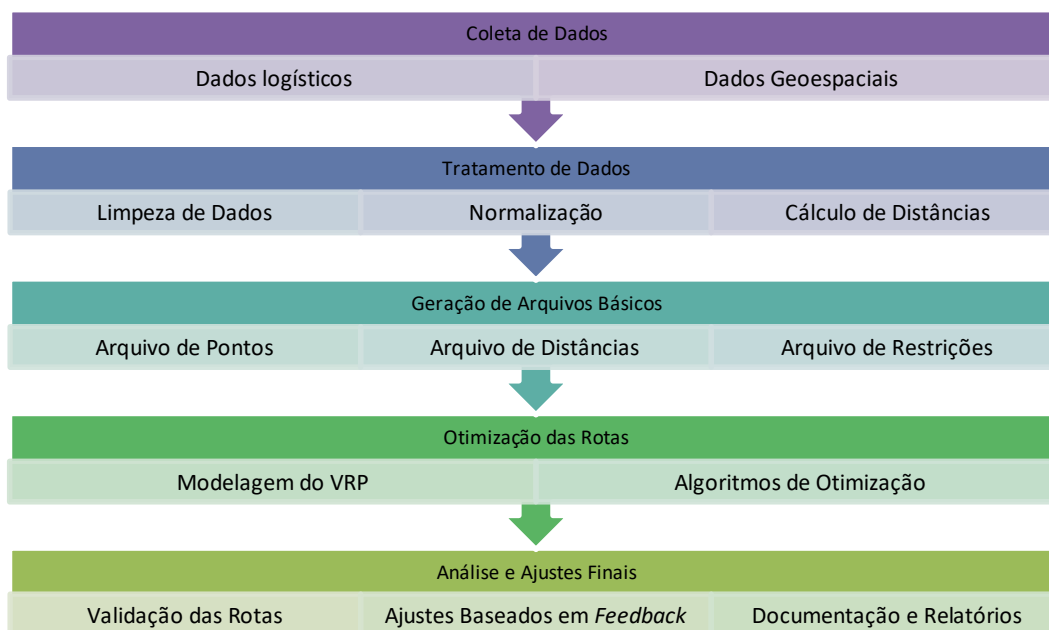 Coleta de Dados
Dados logísticos
Dados Geoespaciais
Tratamento de Dados
Limpeza de Dados
Normalização
Cálculo de Distâncias
Geração de Arquivos Básicos
Arquivo de Pontos
Arquivo de Distâncias
Arquivo de Restrições
Otimização das Rotas
Modelagem do VRP
Algoritmos de Otimização
Análise e Ajustes Finais
Validação das Rotas
Ajustes Baseados em Feedback
Documentação e Relatórios